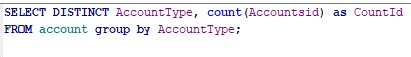 SELECT DISTINCT AccountType, count(Accountsid) as CountId
FROM account group by AccountType;